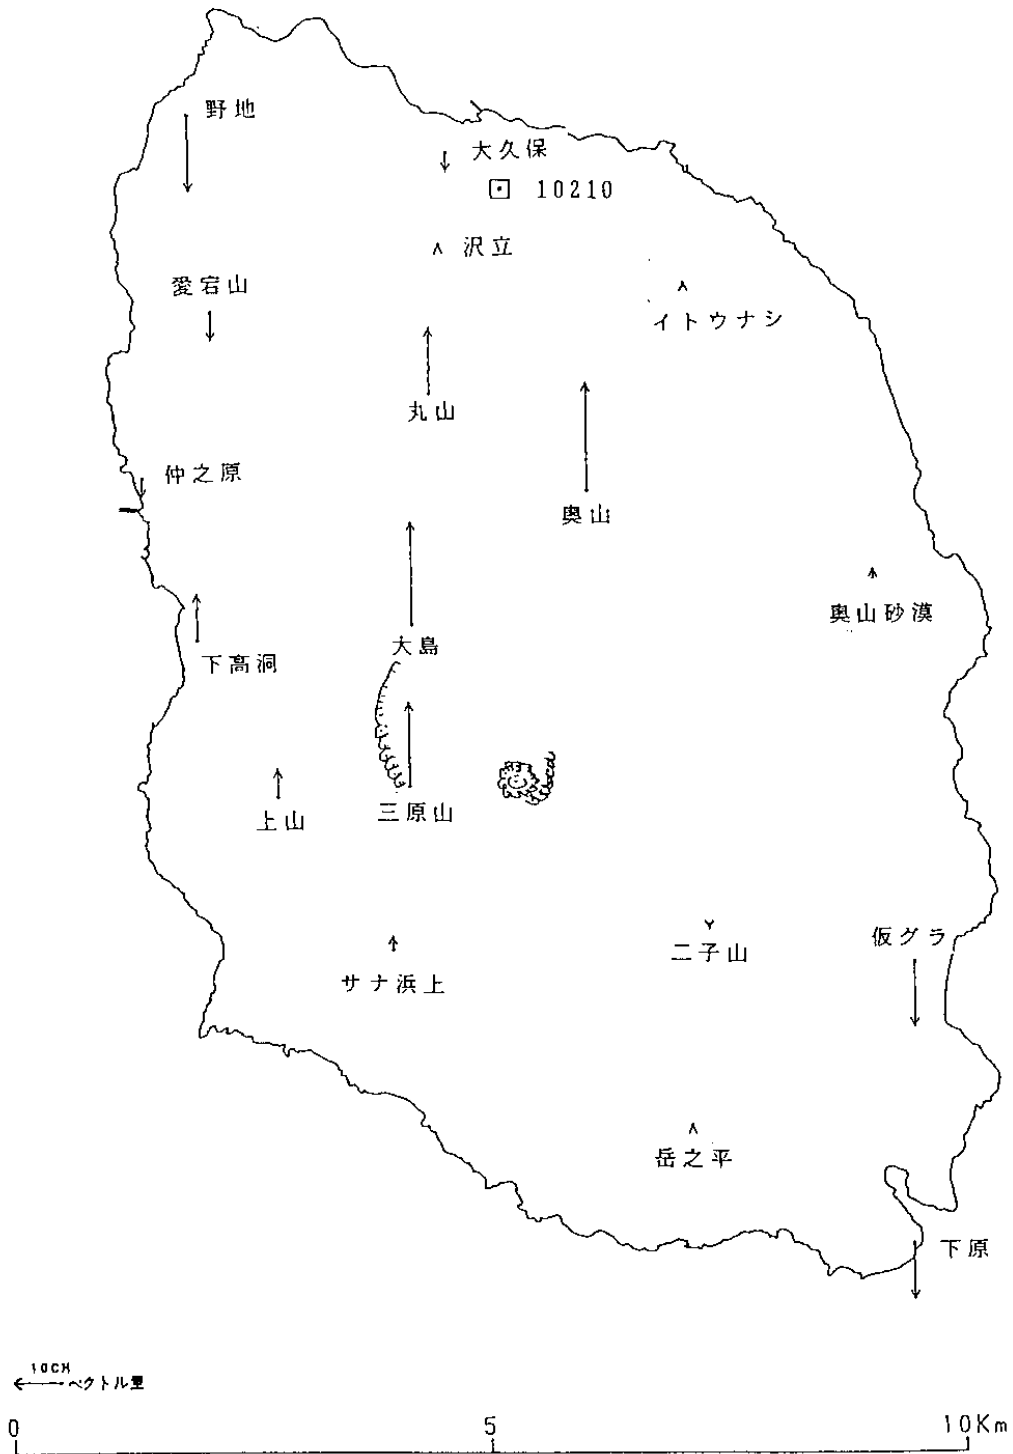 野地
大久保
10210
沢立
愛宕山
イトウナシ
丸山
仲之原
奥山
奥山砂漠
大島
下高洞
三原山
上山
仮グラ
二子山
サナ浜上
岳之平
下原
10CM
ベクトル量
0 5 10Km